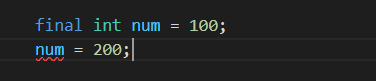 final int num = 100;
num = 200;